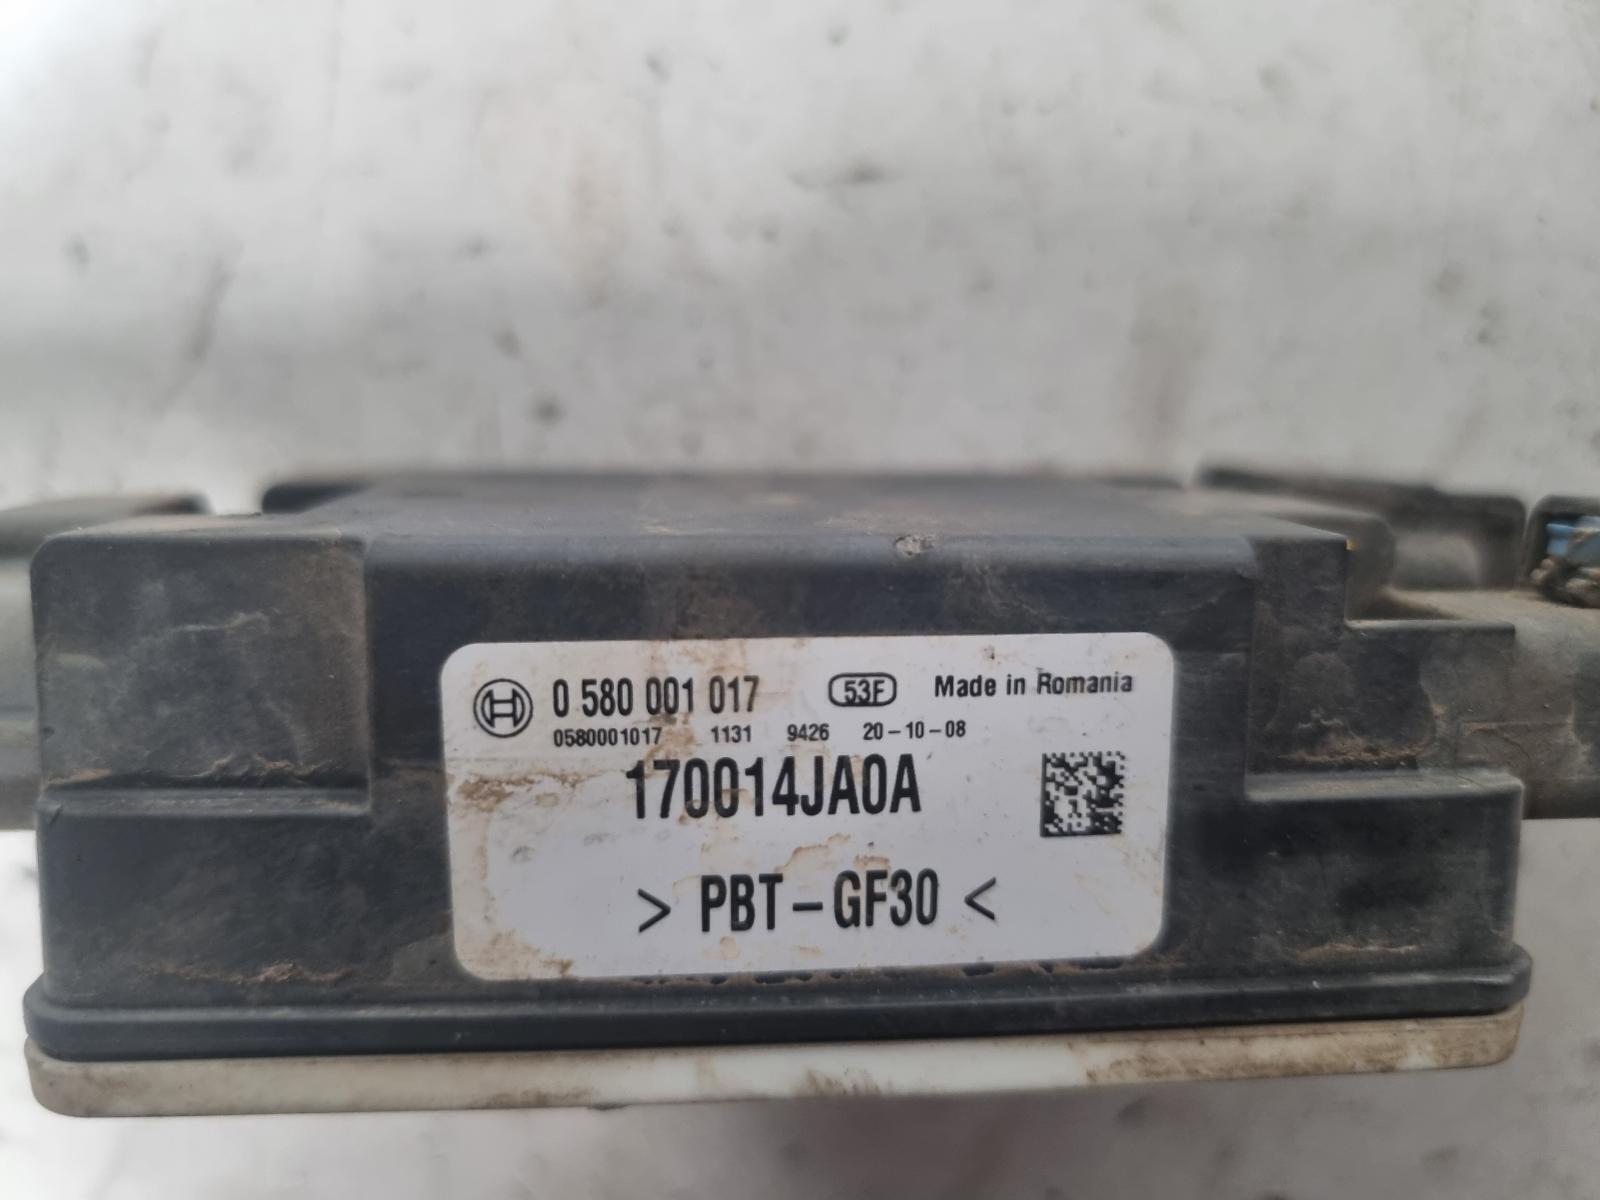 0 580 001 017 53F Made in Romania
0580001017 1131 9426 20-10-08
170014JA0A
> PBT-GF30 <